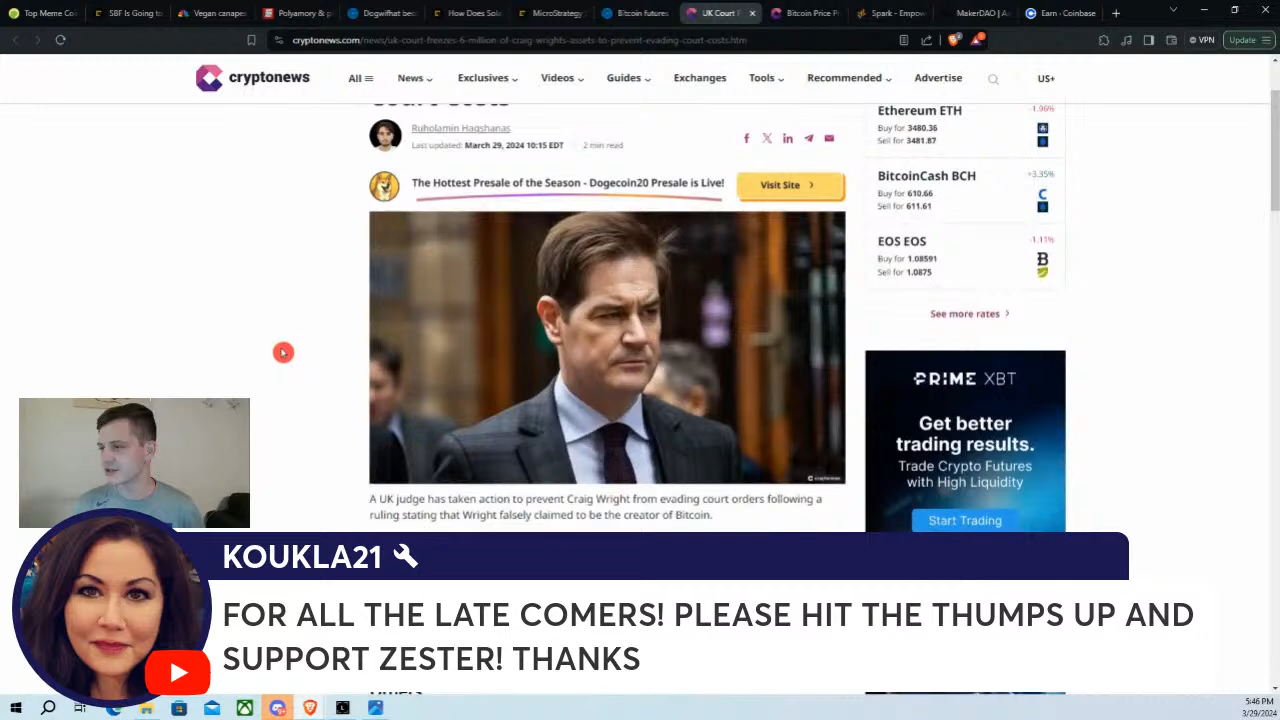 Top Meme Coi
SBF Is Going to
Vegan canapes
Polyamory & p
Dogwifhat bec
How Does Sola
MicroStrategy
Bitcoin futures
UK Court F
Bitcoin Price P
Spark - Empow
MakerDAO | A
Earn - Coinbase
cryptonews.com/news/uk-court-freezes-6-million-of-craig-wrights-assets-to-prevent-evading-court-costs.htm
VPN
Update
cryptonews
All
News
Exclusives
Videos
Guides
Exchanges
Tools
Recommended
Advertise
US+
Court Costs
Ruholamin Haqshanas
Last updated: March 29, 2024 10:15 EDT
2 min read
The Hottest Presale of the Season - Dogecoin20 Presale is Live!
Visit Site
Ethereum ETH
-1.96%
Buy for 3480.36
Sell for 3481.87
BitcoinCash BCH
+3.35%
Buy for 610.66
Sell for 611.61
EOS EOS
-1.11%
Buy for 1.08591
Sell for 1.0875
See more rates
PRIME XBT
Get better
trading results.
Trade Crypto Futures
with High Liquidity
Start Trading
cryptonews
A UK judge has taken action to prevent Craig Wright from evading court orders following a
ruling stating that Wright falsely claimed to be the creator of Bitcoin.
KOUKLA21
FOR ALL THE LATE COMERS! PLEASE HIT THE THUMPS UP AND
SUPPORT ZESTER! THANKS
5:46 PM
3/29/2024